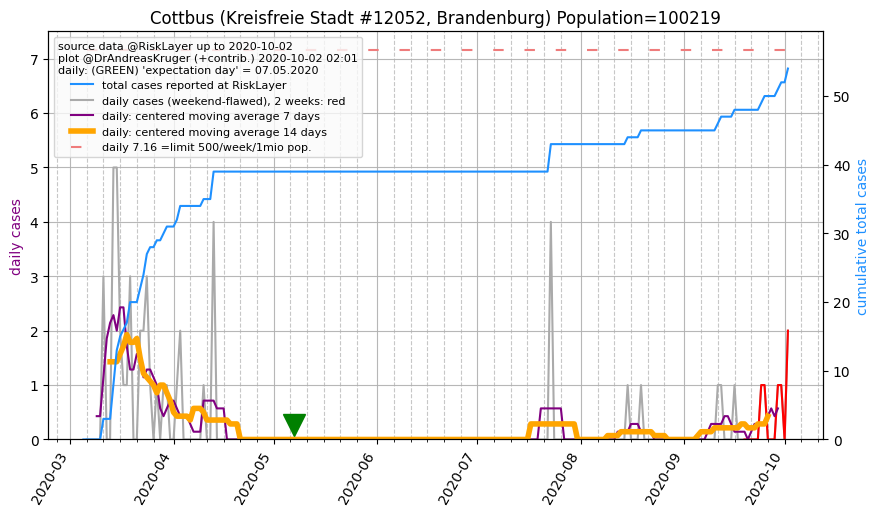 Cottbus (Kreisfreie Stadt #12052, Brandenburg) Population=100219
source data @RiskLayer up to 2020-10-02
plot @DrAndreasKruger (+contrib.) 2020-10-02 02:01
daily: (GREEN) 'expectation day' = 07.05.2020
total cases reported at RiskLayer
daily cases (weekend-flawed), 2 weeks: red
daily: centered moving average 7 days
daily: centered moving average 14 days
daily 7.16 =limit 500/week/1mio pop.
daily cases
7
6
5
4
3
2
1
0
cumulative total cases
50
40
30
20
10
0
2020-03
2020-04
2020-05
2020-06
2020-07
2020-08
2020-09
2020-10